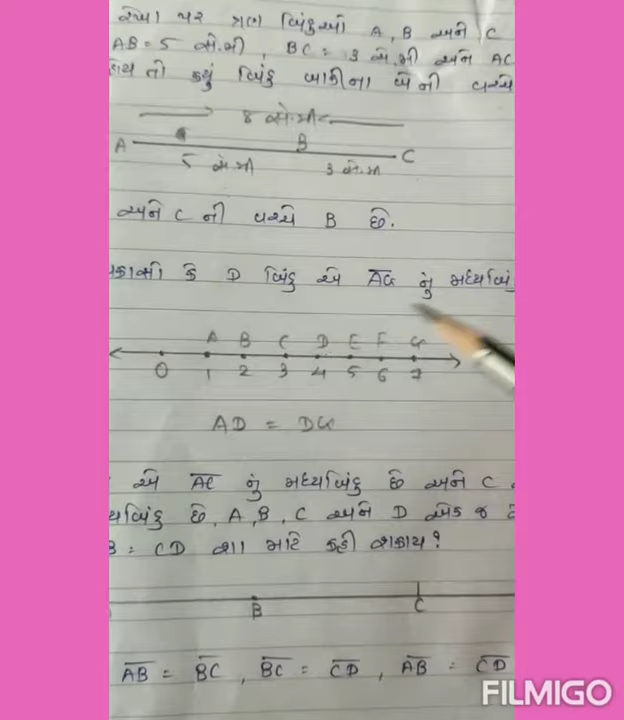 રેખા પર ત્રણ બિંદુઓ A, B અને C
AB = 5 સે.મી, BC = 3 સે.મી અને AC
હોય તો કયું બિંદુ બાકીના બે ની વચ્ચે
8 સે.મી
A B C
5 સે.મી 3 સે.મી
અને C ની વચ્ચે B છે.
ચકાસો કે D બિંદુ એ AG નું મધ્યબિં
A B C D E F G
0 1 2 3 4 5 6 7
AD = DG
એ AC નું મધ્યબિંદુ છે અને C
મધ્યબિંદુ છે, A, B, C અને D એક જ
B = CD શા માટે કહી શકાય?
B C
AB = BC, BC = CD, AB = CD
FILMIGO